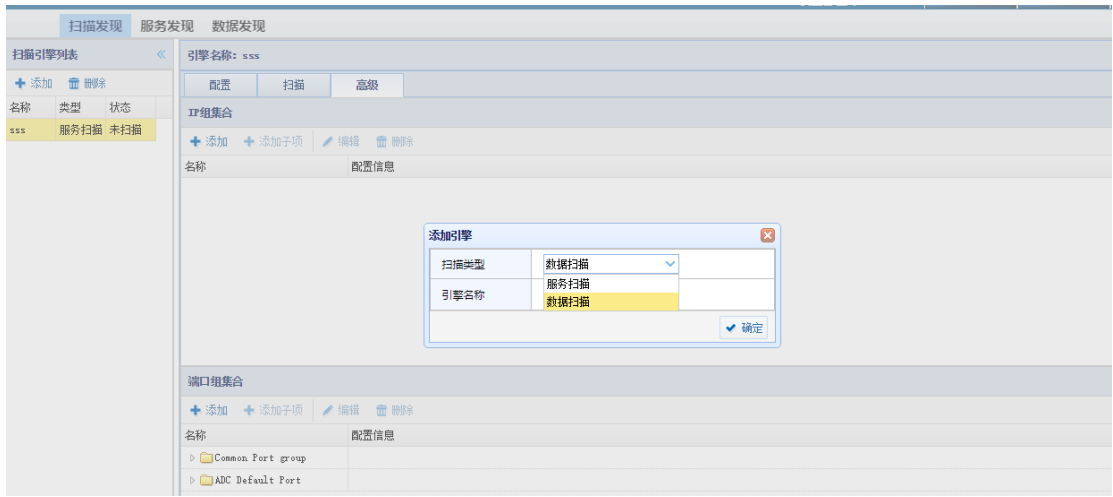 扫描发现 服务发现 数据发现
扫描引擎列表
添加 删除
名称 类型 状态
sss 服务扫描 未扫描
引擎名称: sss
配置 扫描 高级
IP组集合
添加 添加子项 编辑 删除
名称 配置信息
添加引擎
扫描类型 数据扫描
服务扫描
引擎名称
数据扫描
确定
端口组集合
添加 添加子项 编辑 删除
名称 配置信息
Common Port group
ADC Default Port